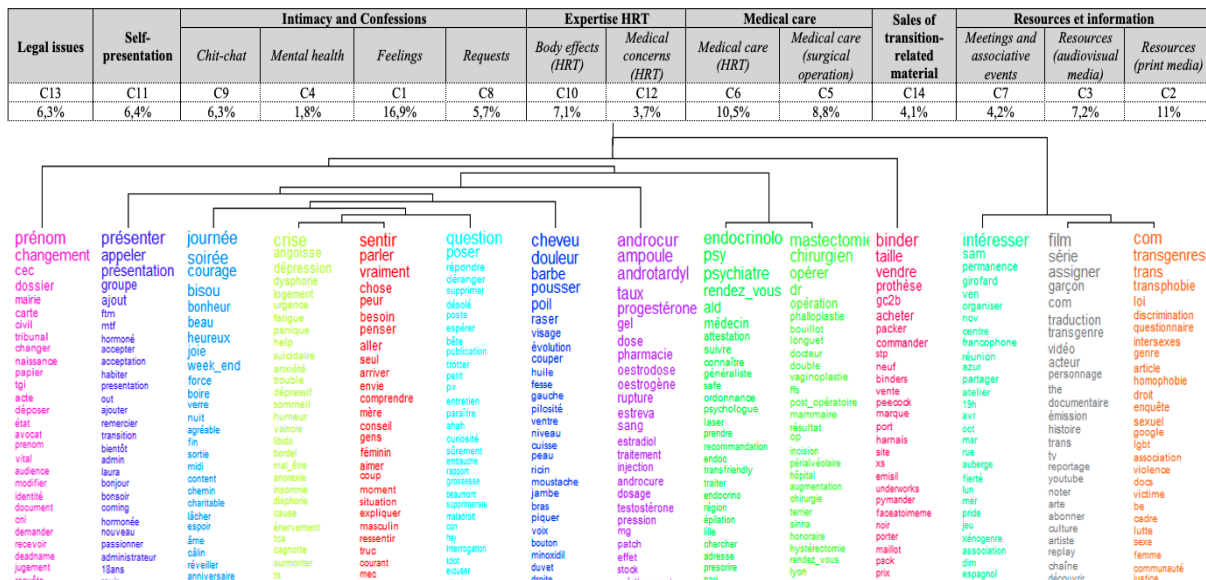 Legal issues
Self-presentation
Intimacy and Confessions
Expertise HRT
Medical care
Sales of transition-related material
Resources et information
Chit-chat
Mental health
Feelings
Requests
Body effects (HRT)
Medical concerns (HRT)
Medical care (HRT)
Medical care (surgical operation)
Meetings and associative events
Resources (audiovisual media)
Resources (print media)
C13 C11 C9 C4 C1 C8 C10 C12 C6 C5 C14 C7 C3 C2
6,3% 6,4% 6,3% 1,8% 16,9% 5,7% 7,1% 3,7% 10,5% 8,8% 4,1% 4,2% 7,2% 11%
prénom
changement
cec
dossier
mairie
carte
civil
tribunal
changer
naissance
papier
tgi
acte
déposer
état
avocat
prenom
vital
audience
modifier
identité
document
cni
demander
recevoir
deadname
jugement
présenter
appeler
présentation
groupe
ajout
ftm
mtf
hormoné
accepter
acceptation
habiter
presentation
out
ajouter
remercier
transition
bientôt
admin
laura
bonjour
bonsoir
coming
hormonée
nouveau
passionner
administrateur
18ans
journée
soirée
courage
bisou
bonheur
beau
heureux
joie
week_end
force
boire
verre
nuit
agréable
fin
sortie
midi
content
chemin
charitable
lâcher
espoir
âme
câlin
réveiller
anniversaire
crise
angoisse
dépression
dysphorie
logement
urgence
fatigue
panique
help
suicidaire
anxiété
trouble
dépressif
sommeil
humeur
vaincre
libido
bordel
mal_être
anorexie
insomnie
disphorie
cause
énervement
tca
cagnotte
surmonter
ts
sentir
parler
vraiment
chose
peur
besoin
penser
aller
seul
arriver
envie
comprendre
mère
conseil
gens
féminin
aimer
coup
moment
situation
expliquer
masculin
ressentir
truc
courant
mec
question
poser
répondre
déranger
supprimer
désolé
poste
espérer
bête
publication
trotter
petit
pv
entretien
paraître
ahah
curiosité
sûrement
embauche
rapport
grossesse
beaumont
maladroit
con
hej
interrogation
excuser
cheveu
douleur
barbe
pousser
poil
raser
visage
évolution
couper
huile
fesse
gauche
pilosité
ventre
niveau
cuisse
peau
ricin
moustache
jambe
bras
piquer
voix
bouton
minoxidil
duvet
droite
androcur
ampoule
androtardyl
taux
progestérone
gel
dose
pharmacie
oestrodose
oestrogène
rupture
estreva
sang
estradiol
traitement
injection
androcure
dosage
testostérone
pression
mg
patch
effet
stock
endocrinolo
psy
psychiatre
rendez_vous
ald
médecin
attestation
suivre
connaître
généraliste
safe
ordonnance
psychologue
laser
prendre
recommandation
endoc
transfriendly
traiter
endocrino
région
épilation
lille
chercher
adresse
prescrire
mastectomie
chirurgien
opérer
dr
opération
phalloplastie
bouillot
longuet
docteur
double
vaginoplastie
ffs
post_opératoire
mammaire
résultat
op
incision
pénalvéolaire
hôpital
augmentation
chirurgie
terrier
sinna
honoraire
hystérectomie
rendez_vous
lyon
binder
taille
vendre
prothèse
gc2b
acheter
packer
commander
stp
neuf
binders
vente
peecock
marque
port
harnais
site
xs
emisil
underworks
pymander
faceatoimeme
noir
porter
maillot
pack
prix
intéresser
sam
permanence
girofard
ven
organiser
nov
centre
francophone
réunion
azur
partager
atelier
19h
avr
oct
mar
rue
auberge
fierté
lun
mer
pride
jeu
xénogenre
association
dim
espagnol
film
série
assigner
garçon
com
traduction
transgenre
vidéo
acteur
personnage
the
documentaire
émission
histoire
trans
tv
reportage
youtube
noter
arte
abonner
culture
artiste
replay
chaîne
découvrir
com
transgenres
trans
transphobie
loi
discrimination
questionnaire
intersexes
genre
article
homophobie
droit
enquête
sexuel
google
lgbt
association
violence
docs
victime
be
cadre
lutte
sexe
femme
communauté
justice